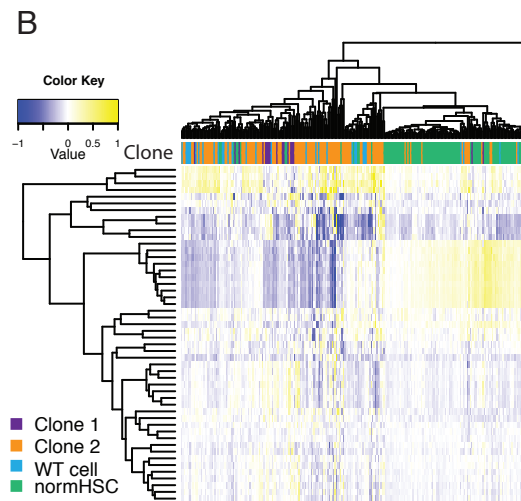 B
Color Key
−1 0 0.5 1
Value
Clone
Clone 1
Clone 2
WT cell
normHSC